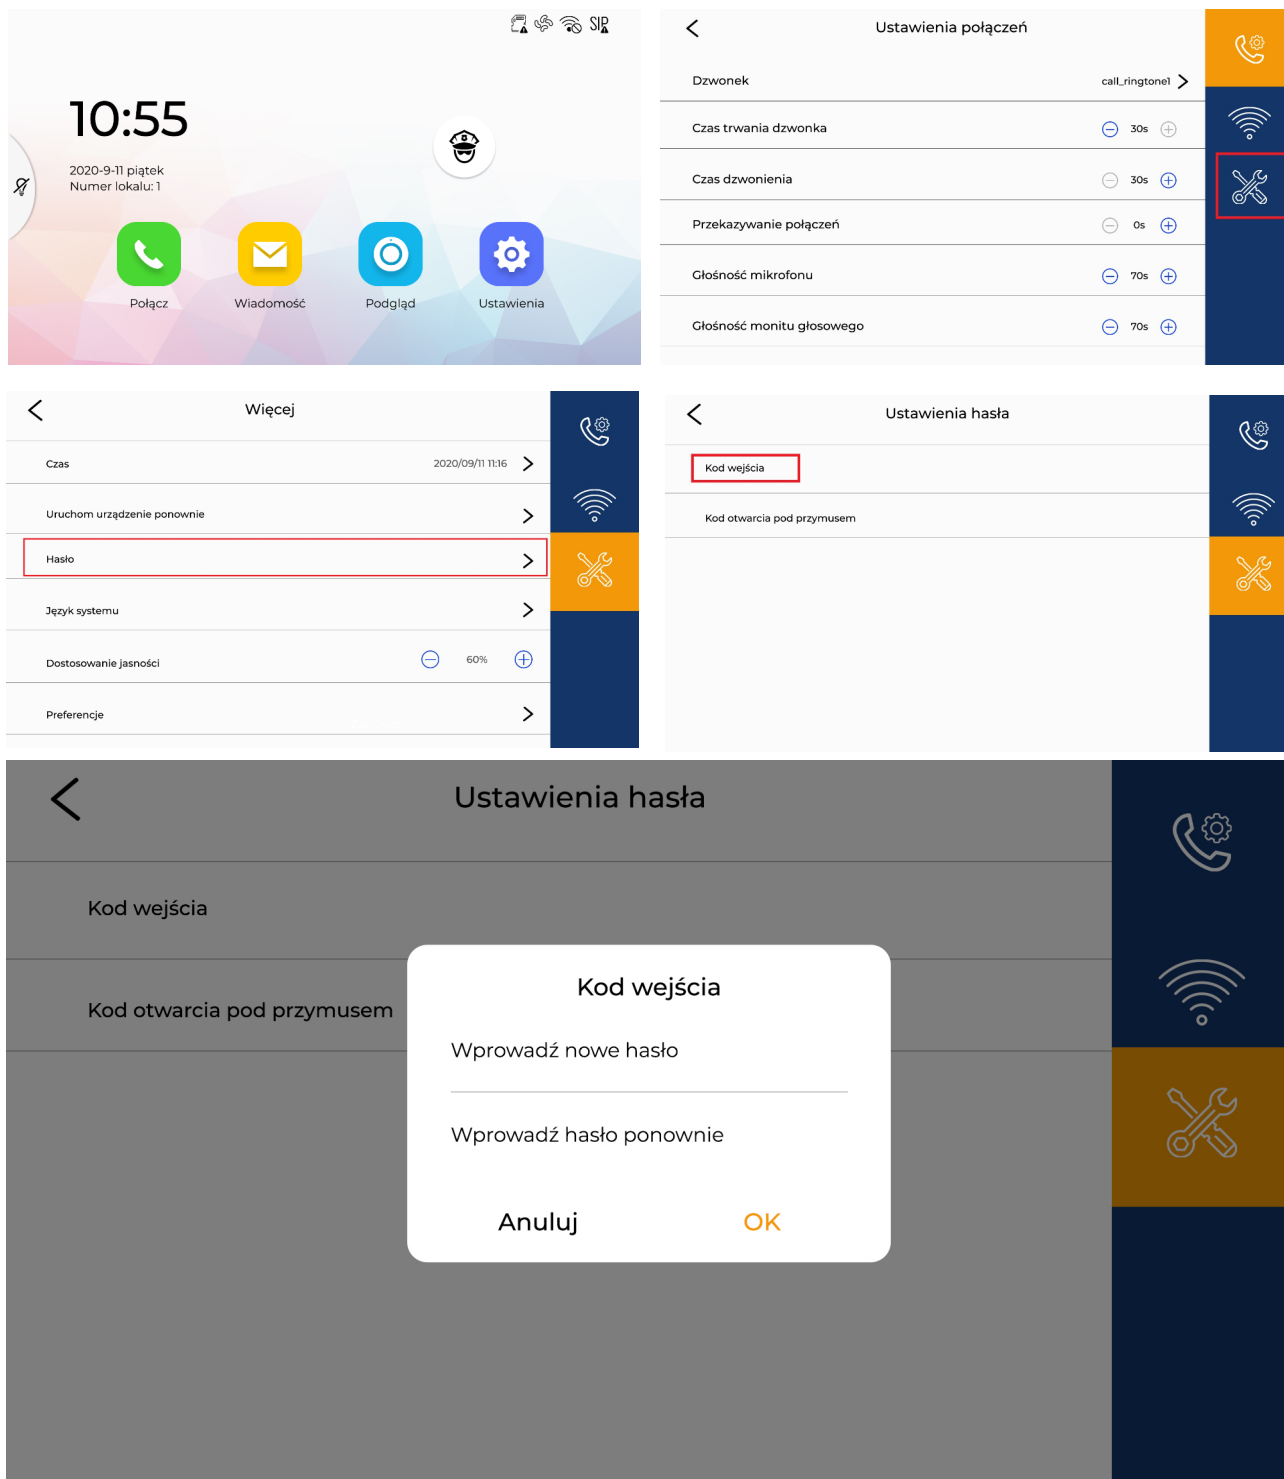 SIP
10:55
2020-9-11 piątek
Numer lokalu: 1
Połącz
Wiadomość
Podgląd
Ustawienia
Ustawienia połączeń
Dzwonek
call_ringtone1
Czas trwania dzwonka
30s
Czas dzwonienia
30s
Przekazywanie połączeń
0s
Głośność mikrofonu
70s
Głośność monitu głosowego
70s
Więcej
Czas
2020/09/11 11:16
Uruchom urządzenie ponownie
Hasło
Język systemu
Dostosowanie jasności
60%
Preferencje
Ustawienia hasła
Kod wejścia
Kod otwarcia pod przymusem
Ustawienia hasła
Kod wejścia
Kod otwarcia pod przymusem
Kod wejścia
Wprowadź nowe hasło
Wprowadź hasło ponownie
Anuluj
OK